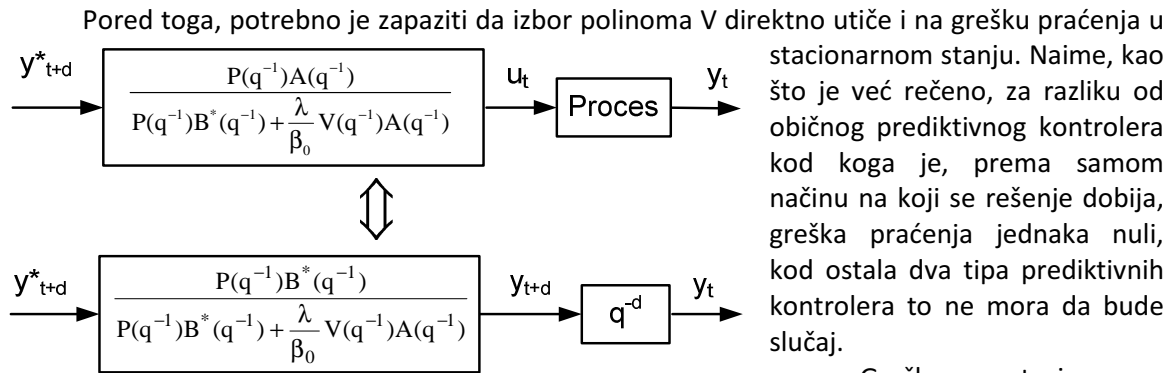 Pored toga, potrebno je zapaziti da izbor polinoma V direktno utiče i na grešku praćenja u
stacionarnom stanju. Naime, kao
što je već rečeno, za razliku od
običnog prediktivnog kontrolera
kod koga je, prema samom
načinu na koji se rešenje dobija,
greška praćenja jednaka nuli,
kod ostala dva tipa prediktivnih
kontrolera to ne mora da bude
slučaj.
y*t+d
P(q⁻¹)A(q⁻¹)
P(q⁻¹)B*(q⁻¹)+λ/β₀ V(q⁻¹)A(q⁻¹)
ut
Proces
yt
y*t+d
P(q⁻¹)B*(q⁻¹)
P(q⁻¹)B*(q⁻¹)+λ/β₀ V(q⁻¹)A(q⁻¹)
yt+d
q⁻ᵈ
yt